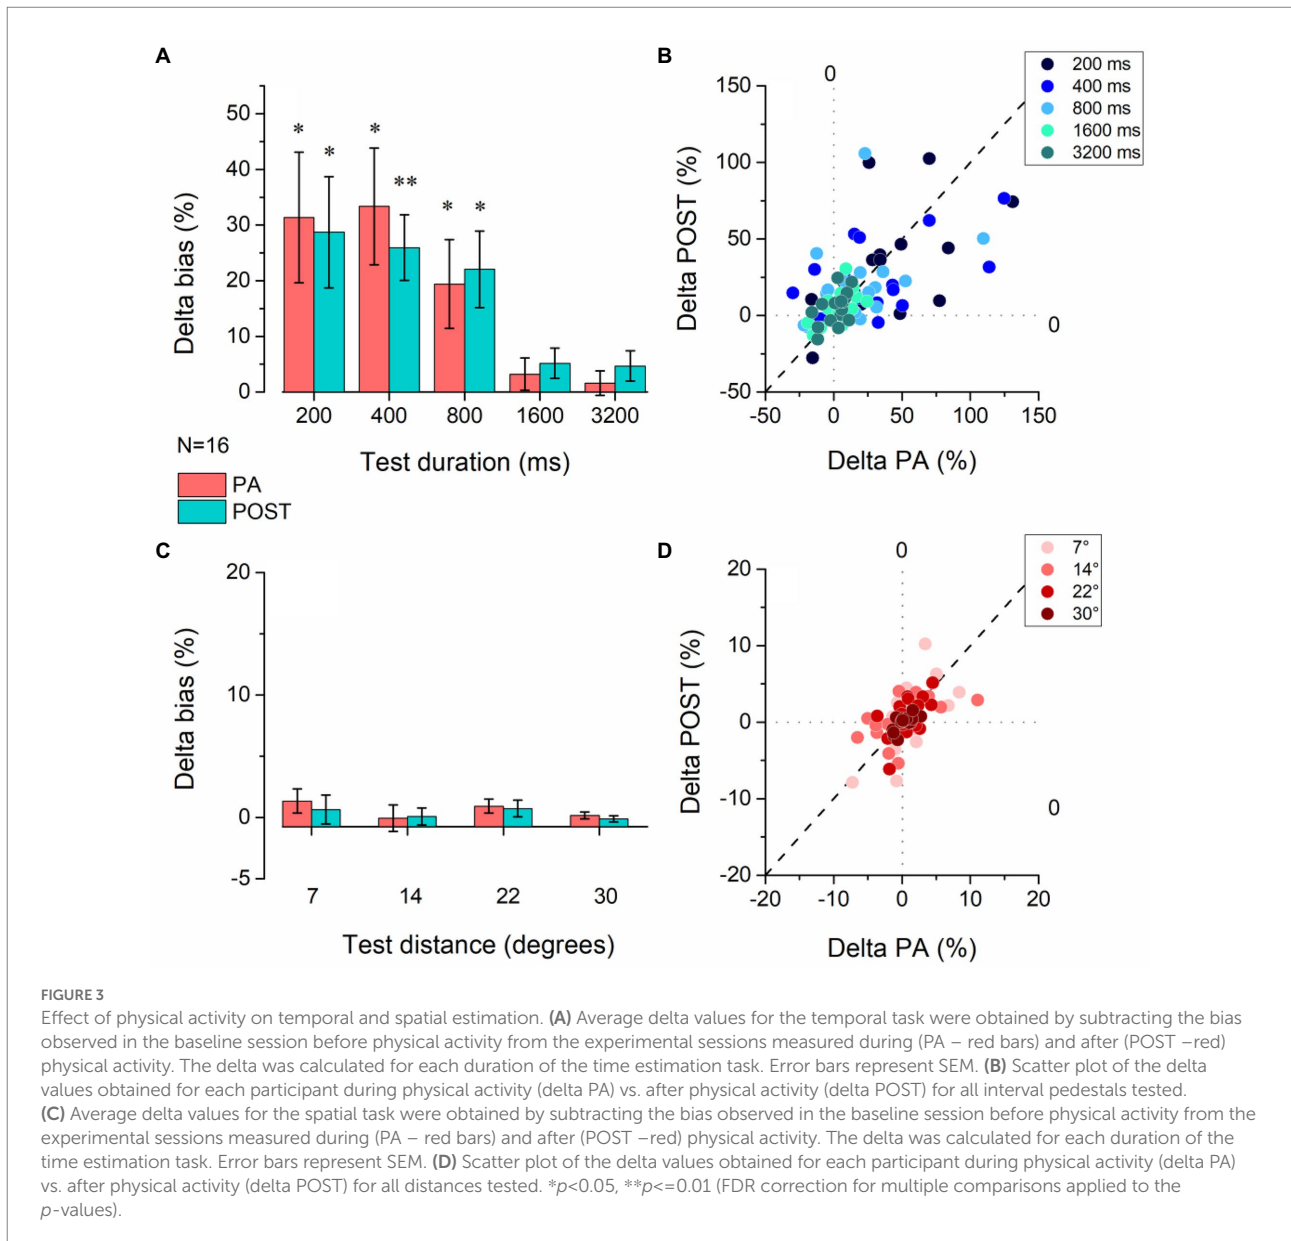 A
Delta bias (%)
50
40
30
20
10
0
* * * ** * *
200 400 800 1600 3200
Test duration (ms)
N=16
PA
POST
B
0
200 ms
400 ms
800 ms
1600 ms
3200 ms
Delta POST (%)
150
100
50
0
-50
0
-50 0 50 100 150
Delta PA (%)
C
Delta bias (%)
20
10
0
-5
7 14 22 30
Test distance (degrees)
D
0
7°
14°
22°
30°
Delta POST (%)
20
10
0
-10
-20
0
-20 -10 0 10 20
Delta PA (%)
FIGURE 3
Effect of physical activity on temporal and spatial estimation. (A) Average delta values for the temporal task were obtained by subtracting the bias
observed in the baseline session before physical activity from the experimental sessions measured during (PA – red bars) and after (POST –red)
physical activity. The delta was calculated for each duration of the time estimation task. Error bars represent SEM. (B) Scatter plot of the delta
values obtained for each participant during physical activity (delta PA) vs. after physical activity (delta POST) for all interval pedestals tested.
(C) Average delta values for the spatial task were obtained by subtracting the bias observed in the baseline session before physical activity from the
experimental sessions measured during (PA – red bars) and after (POST –red) physical activity. The delta was calculated for each duration of the
time estimation task. Error bars represent SEM. (D) Scatter plot of the delta values obtained for each participant during physical activity (delta PA)
vs. after physical activity (delta POST) for all distances tested. *p<0.05, **p<=0.01 (FDR correction for multiple comparisons applied to the
p-values).